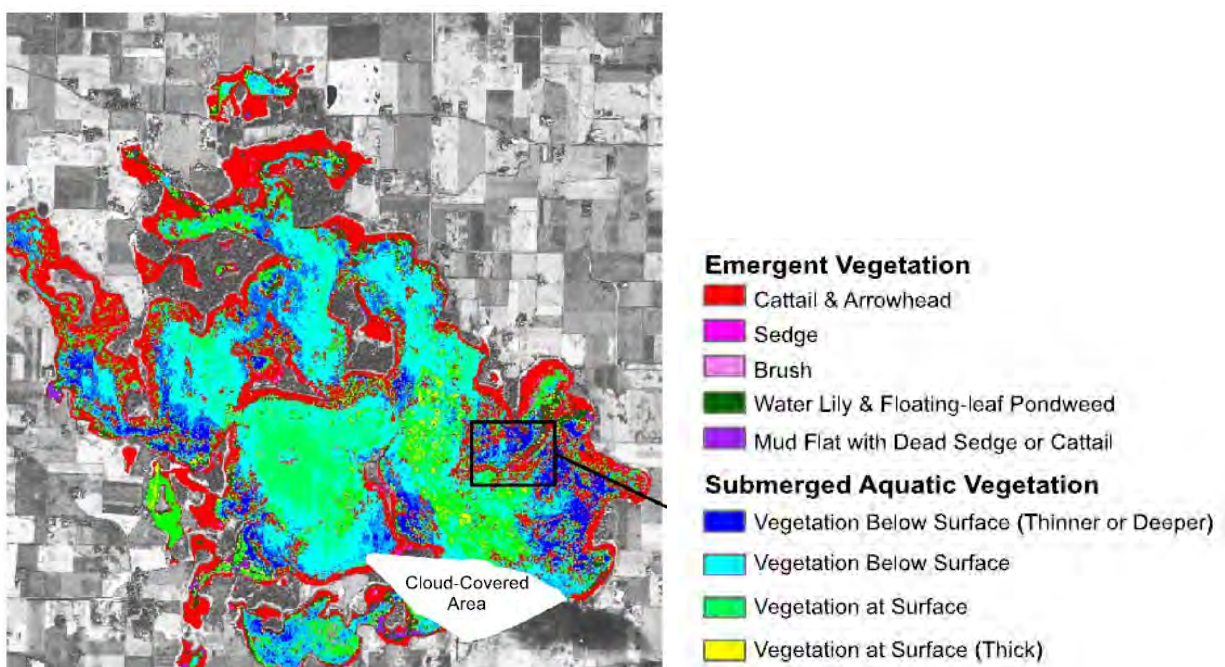 Cloud-Covered
Area
Emergent Vegetation
Cattail & Arrowhead
Sedge
Brush
Water Lily & Floating-leaf Pondweed
Mud Flat with Dead Sedge or Cattail
Submerged Aquatic Vegetation
Vegetation Below Surface (Thinner or Deeper)
Vegetation Below Surface
Vegetation at Surface
Vegetation at Surface (Thick)